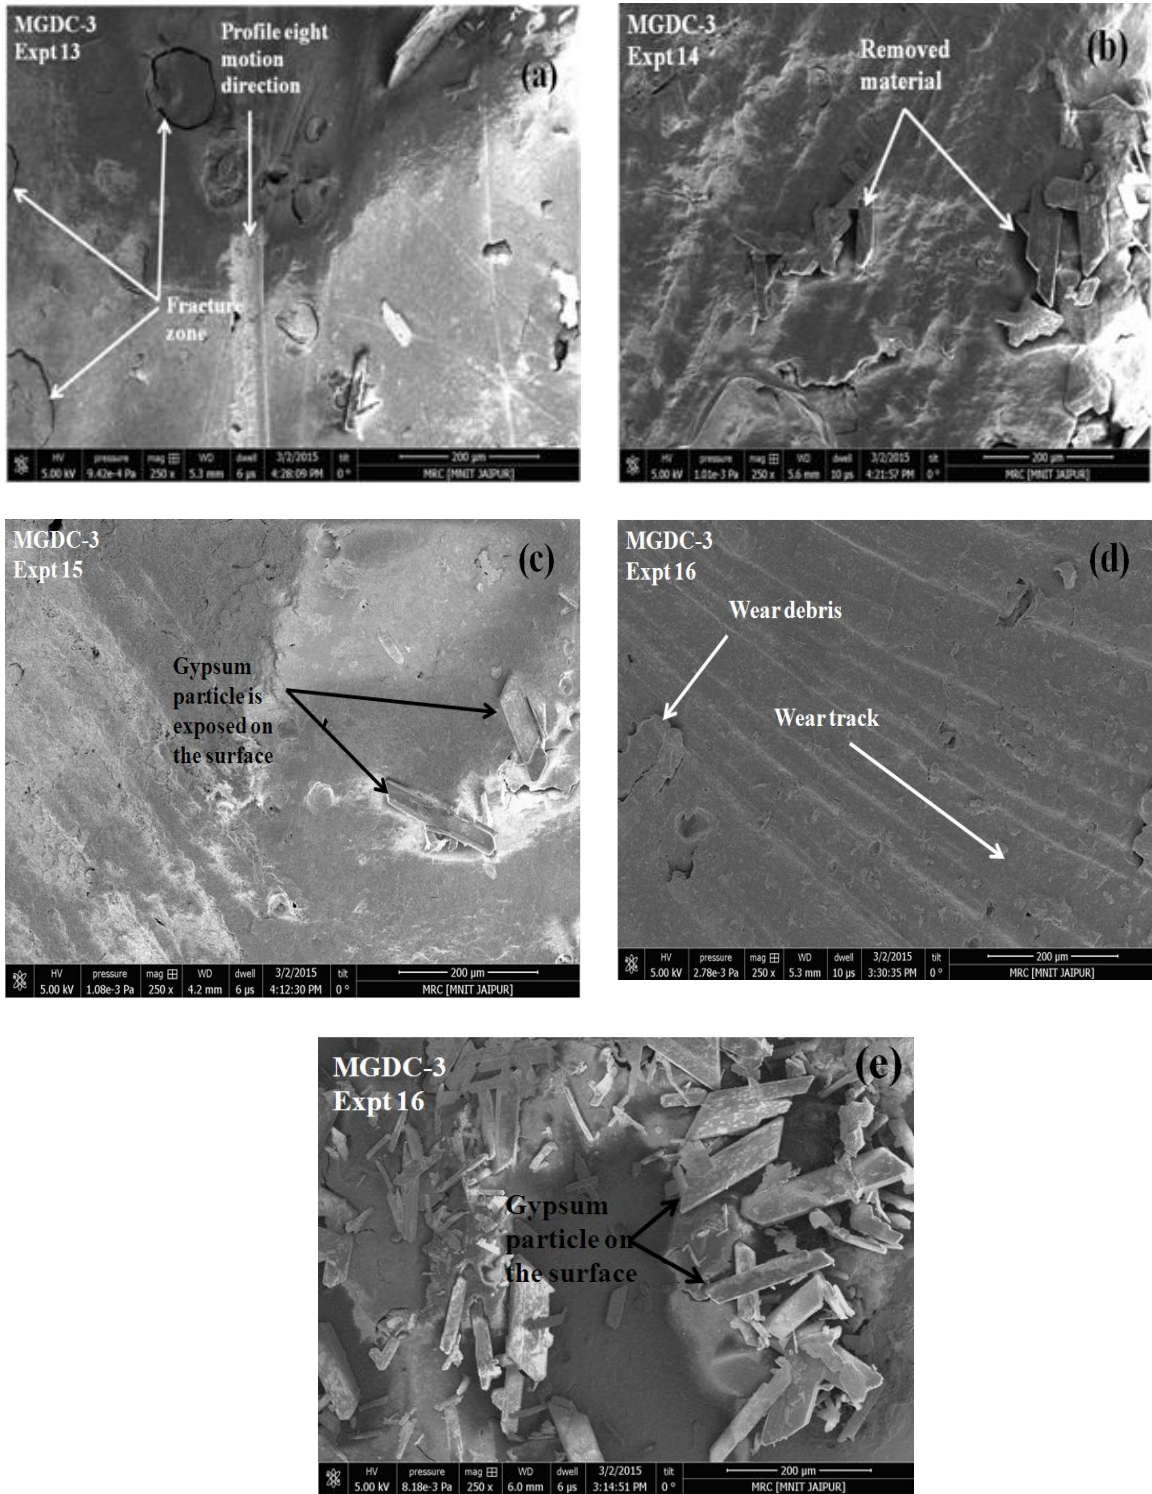 MGDC-3
Expt 13
Profile eight
motion
direction
(a)
Fracture
zone
HV pressure mag WD dwell 3/2/2015 tilt 200 µm
5.00 kV 9.42e-4 Pa 250 x 5.3 mm 6 µs 4:28:09 PM 0 ° MRC [MNIT JAIPUR]
MGDC-3
Expt 14
Removed
material
(b)
HV pressure mag WD dwell 3/2/2015 tilt 200 µm
5.00 kV 1.01e-3 Pa 250 x 5.6 mm 10 µs 4:21:57 PM 0 ° MRC [MNIT JAIPUR]
MGDC-3
Expt 15
(c)
Gypsum
particle is
exposed on
the surface
HV pressure mag WD dwell 3/2/2015 tilt 200 µm
5.00 kV 1.08e-3 Pa 250 x 4.2 mm 6 µs 4:12:30 PM 0 ° MRC [MNIT JAIPUR]
MGDC-3
Expt 16
(d)
Wear debris
Wear track
HV pressure mag WD dwell 3/2/2015 tilt 200 µm
5.00 kV 2.78e-3 Pa 250 x 5.3 mm 10 µs 3:30:35 PM 0 ° MRC [MNIT JAIPUR]
MGDC-3
Expt 16
(e)
Gypsum
particle on
the surface
HV pressure mag WD dwell 3/2/2015 tilt 200 µm
5.00 kV 8.18e-3 Pa 250 x 6.0 mm 6 µs 3:14:51 PM 0 ° MRC [MNIT JAIPUR]